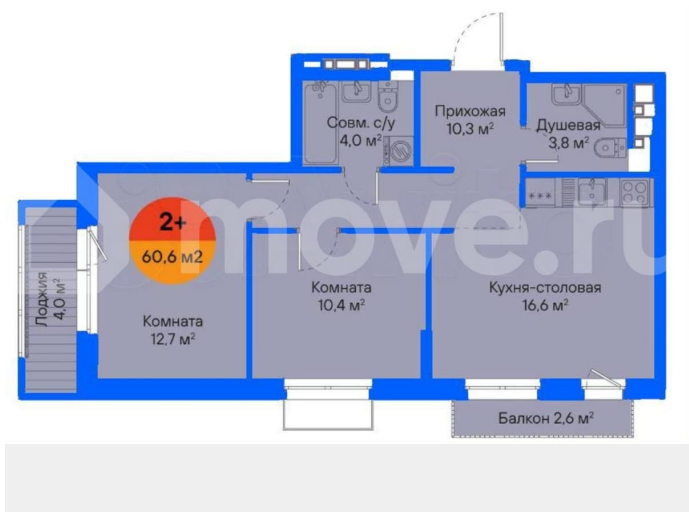 Прихожая
10,3 м²
Совм. с/у
4,0 м²
Душевая
3,8 м²
2+
60,6 м2
move.ru
Лоджия
4,0 м²
Комната
12,7 м²
Комната
10,4 м²
Кухня-столовая
16,6 м²
Балкон 2,6 м²